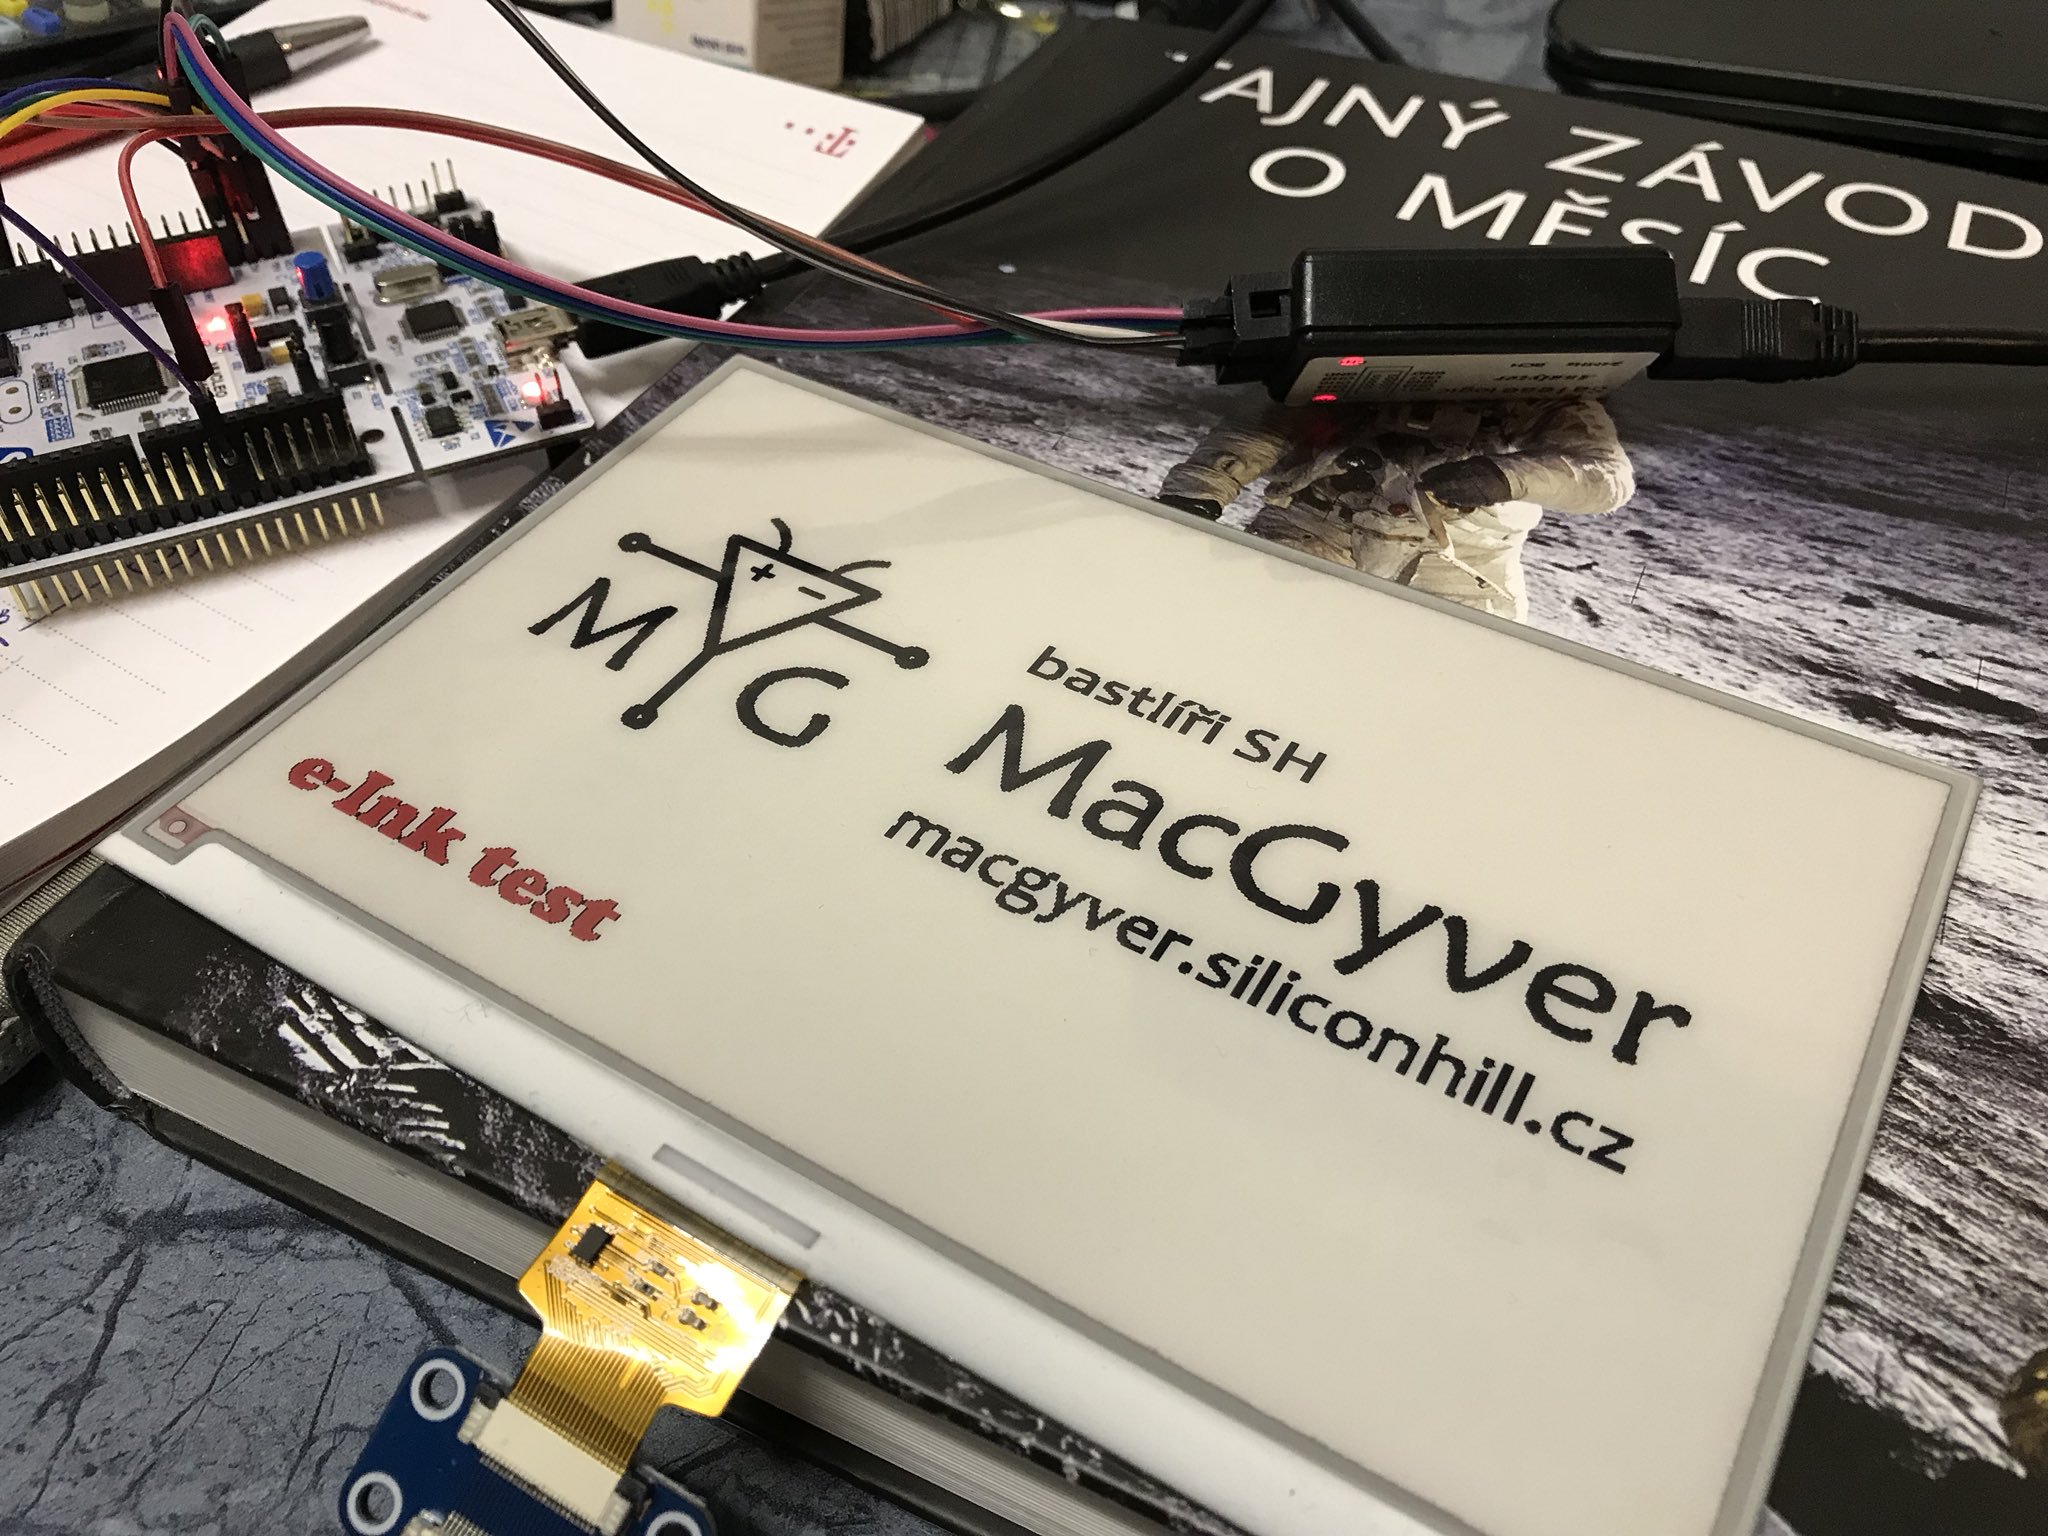 TAJNÝ ZÁVOD
O MĚSÍC
+ -
M G
bastlíři SH
MacGyver
macgyver.siliconhill.cz
e-Ink test
T